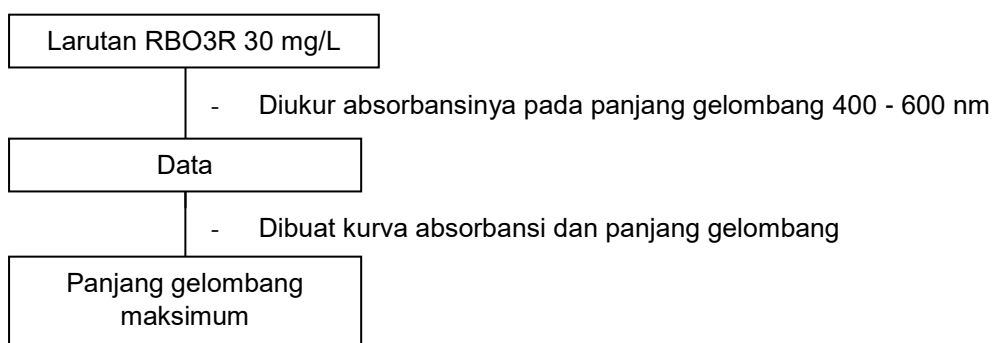 Larutan RBO3R 30 mg/L
- Diukur absorbansinya pada panjang gelombang 400 - 600 nm
Data
- Dibuat kurva absorbansi dan panjang gelombang
Panjang gelombang
maksimum